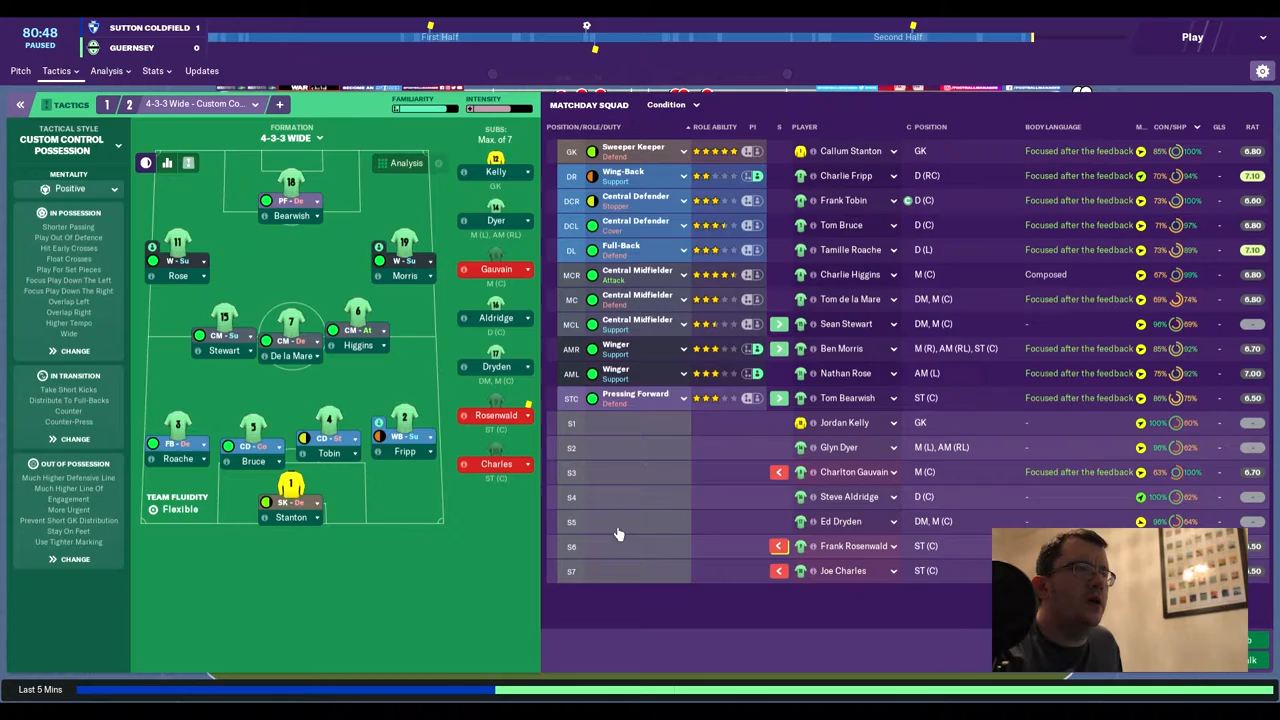 80:48
PAUSED
SUTTON COLDFIELD 1
GUERNSEY 0
First Half
Second Half
Play
Pitch Tactics Analysis Stats Updates
TACTICS 1 2 4-3-3 Wide - Custom Co... +
FAMILIARITY INTENSITY
TACTICAL STYLE
CUSTOM CONTROL
POSSESSION
MENTALITY
Positive
IN POSSESSION
Shorter Passing
Play Out Of Defence
Hit Early Crosses
Float Crosses
Play For Set Pieces
Focus Play Down The Left
Focus Play Down The Right
Overlap Left
Overlap Right
Higher Tempo
Wide
CHANGE
IN TRANSITION
Take Short Kicks
Distribute To Full-Backs
Counter
Counter-Press
CHANGE
OUT OF POSSESSION
Much Higher Defensive Line
Much Higher Line of
Engagement
More Urgent
Prevent Short GK Distribution
Stay On Feet
Use Tighter Marking
CHANGE
FORMATION
4-3-3 WIDE
Analysis
18
PF - De
Bearwish
11
W - Su
Rose
19
W - Su
Morris
15
CM - Su
Stewart
7
CM - De
De la Mare
6
CM - At
Higgins
3
FB - De
Roache
5
CD - Co
Bruce
4
CD - St
Tobin
2
WB - Su
Fripp
1
SK - De
Stanton
TEAM FLUIDITY
Flexible
SUBS:
Max. of 7
12
Kelly
GK
14
Dyer
M (L), AM (RL)
Gauvain
M (C)
16
Aldridge
D (C)
17
Dryden
DM, M (C)
Rosenwald
ST (C)
Charles
ST (C)
MATCHDAY SQUAD Condition
POSITION/ROLE/DUTY ROLE ABILITY PI S PLAYER C POSITION BODY LANGUAGE M... CON/SHP GLS RAT
GK Sweeper Keeper Defend Callum Stanton GK Focused after the feedback 85% 100% - 6.80
DR Wing-Back Support Charlie Fripp D (RC) Focused after the feedback 70% 94% - 7.10
DCR Central Defender Stopper C Frank Tobin D (C) Focused after the feedback 73% 100% - 6.60
DCL Central Defender Cover Tom Bruce D (C) Focused after the feedback 71% 97% - 6.80
DL Full-Back Defend Tamille Roache D (L) Focused after the feedback 73% 89% - 7.10
MCR Central Midfielder Attack Charlie Higgins M (C) Composed 67% 99% - 6.80
MC Central Midfielder Defend Tom de la Mare DM, M (C) Focused after the feedback 69% 74% - 6.80
MCL Central Midfielder Support Sean Stewart DM, M (C) - 96% 69% - -
AMR Winger Support Ben Morris M (R), AM (RL), ST (C) Focused after the feedback 85% 92% - 6.70
AML Winger Support Nathan Rose AM (L) Focused after the feedback 75% 92% - 7.00
STC Pressing Forward Defend Tom Bearwish ST (C) Focused after the feedback 86% 75% - 6.50
S1 Jordan Kelly GK - 100% 60% - -
S2 Glyn Dyer M (L), AM (RL) - 96% 62% - -
S3 Charlton Gauvain M (C) Focused after the feedback 63% 100% - 6.70
S4 Steve Aldridge D (C) - 100% 62% - -
S5 Ed Dryden DM, M (C) - 96% 64% - -
S6 Frank Rosenwald ST (C)
S7 Joe Charles ST (C)
Last 5 Mins